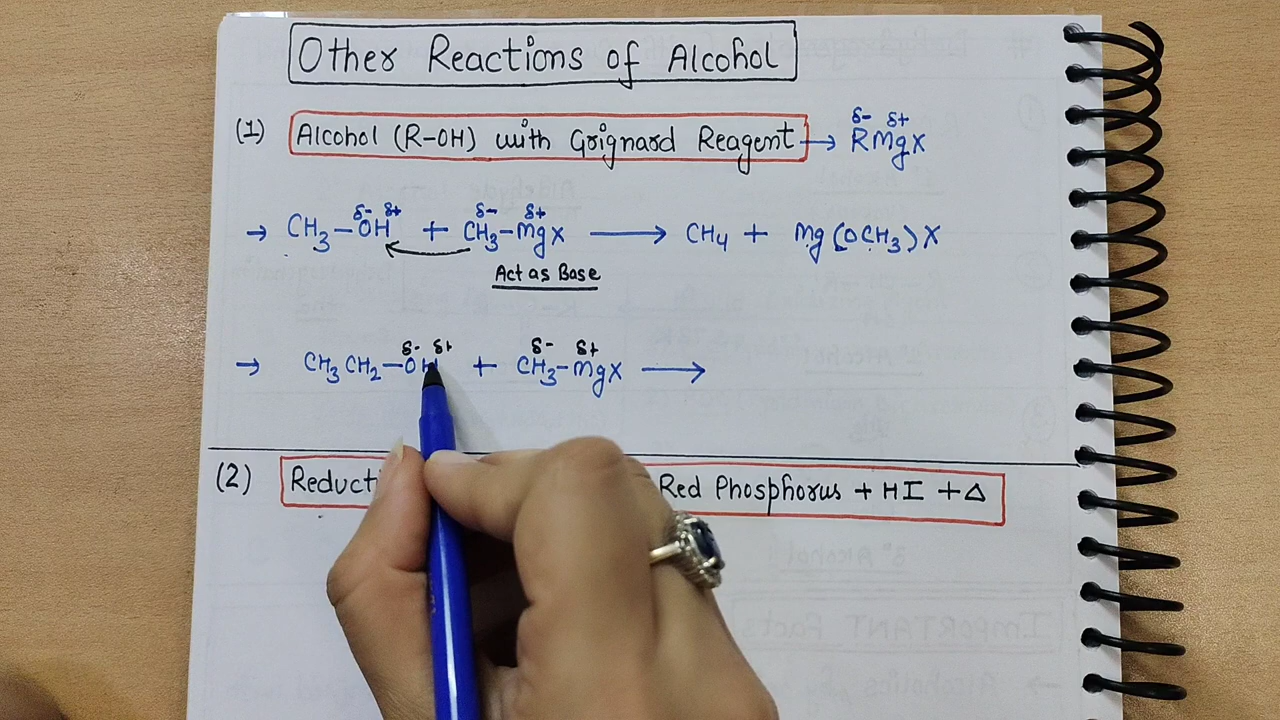 Other Reactions of Alcohol
(1) Alcohol (R-OH) with Grignard Reagent → RMgX
δ- δ+
→ CH3-OH + CH3-MgX ⟶ CH4 + Mg(OCH3)X
δ- δ+ δ- δ+
Act as Base
→ CH3CH2-OH + CH3-MgX ⟶
δ- δ+ δ- δ+
(2) Reducti Red Phosphorus + HI + Δ